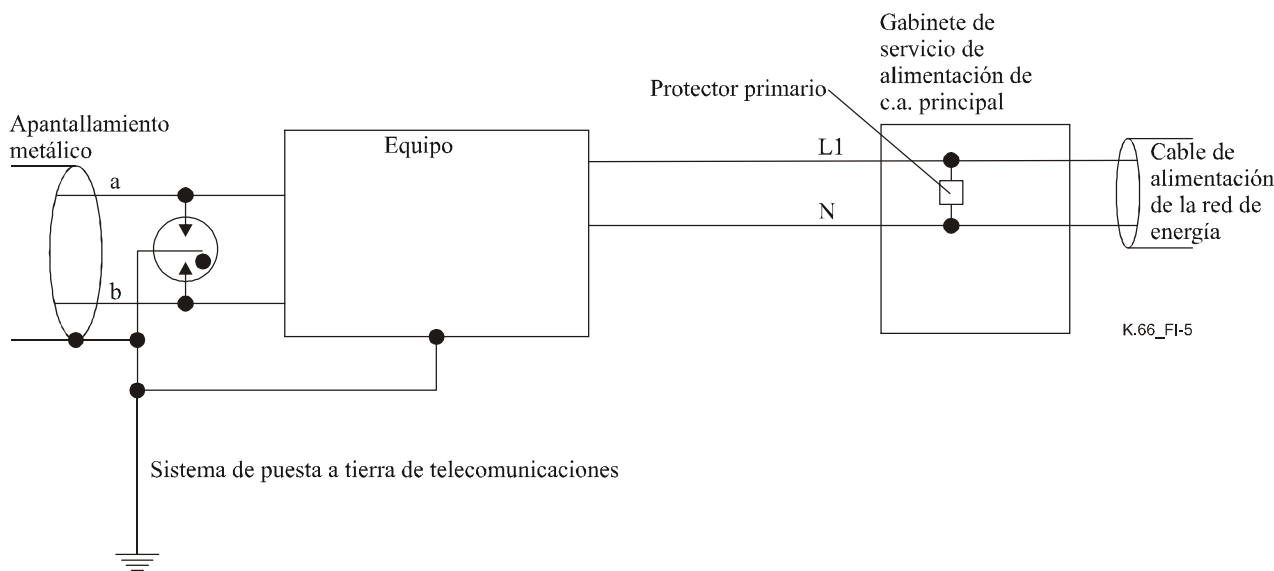 Gabinete de
servicio de
alimentación de
c.a. principal
Protector primario
Apantallamiento
metálico
Equipo
L1
Cable de
alimentación
de la red de
energía
a
N
b
K.66_FI-5
Sistema de puesta a tierra de telecomunicaciones